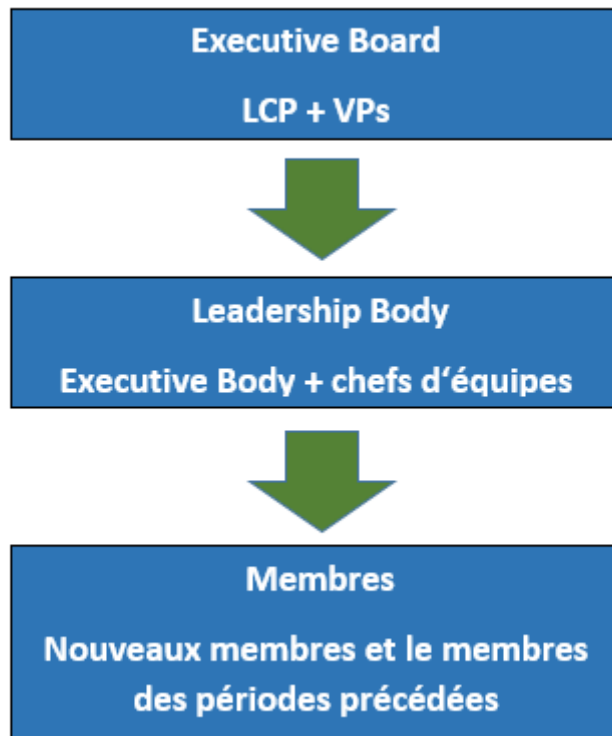 Executive Board
LCP + VPs
Leadership Body
Executive Body + chefs d‘équipes
Membres
Nouveaux membres et le membres
des périodes précédées